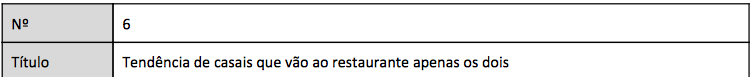 Nº 6
Título Tendência de casais que vão ao restaurante apenas os dois